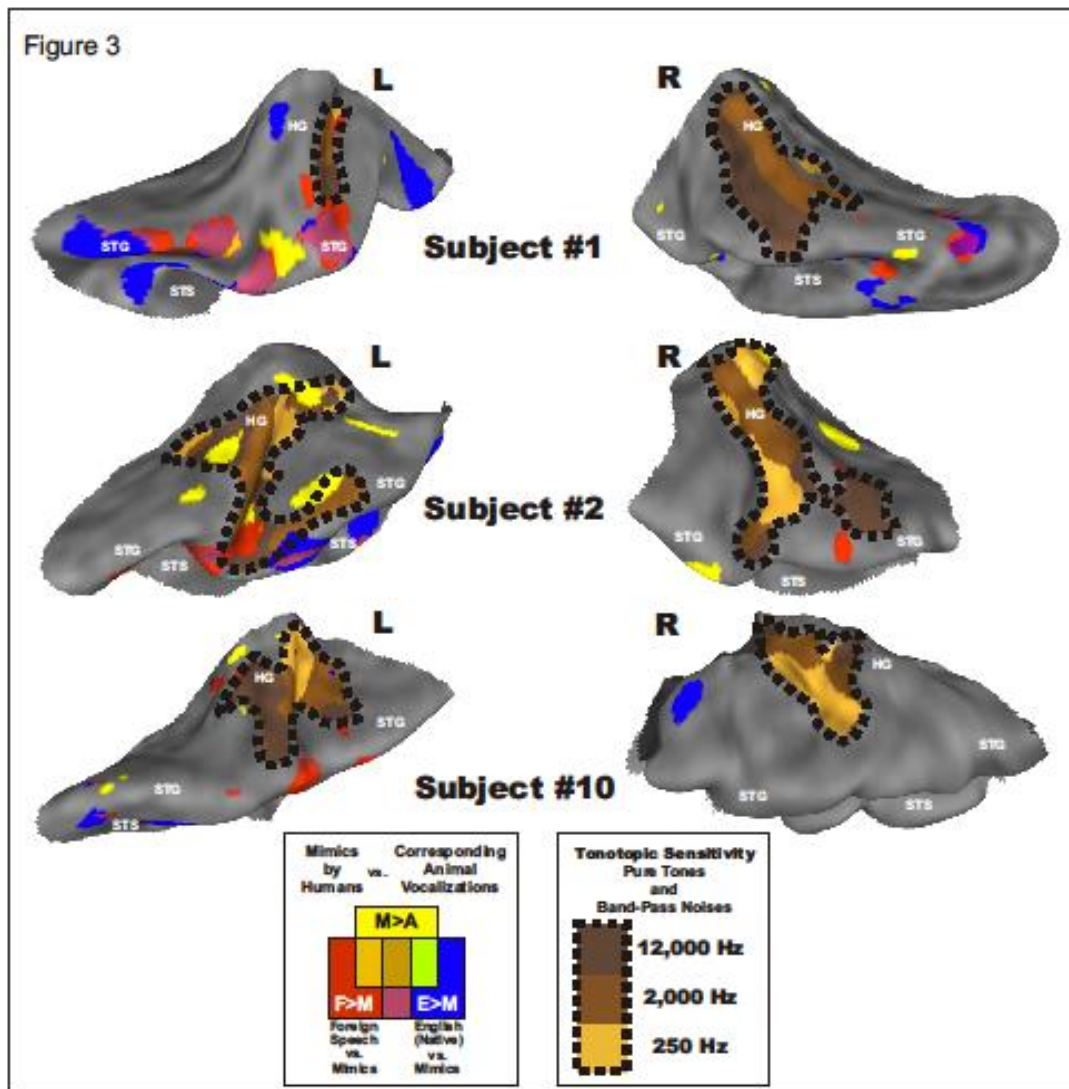 Figure 3
L
R
HG
HG
STG
STG
STS
STG
STG
STS
Subject #1
L
R
HG
HG
STG
STG
STS
STS
STG
STG
STS
Subject #2
L
R
HG
HG
STG
STG
STS
STG
STG
STS
Subject #10
Mimics by Humans vs. Corresponding Animal Vocalizations
M>A
F>M E>M
Foreign Speech vs. Mimics
English (Native) vs. Mimics
Tonotopic Sensitivity
Pure Tones
and
Band-Pass Noises
12,000 Hz
2,000 Hz
250 Hz